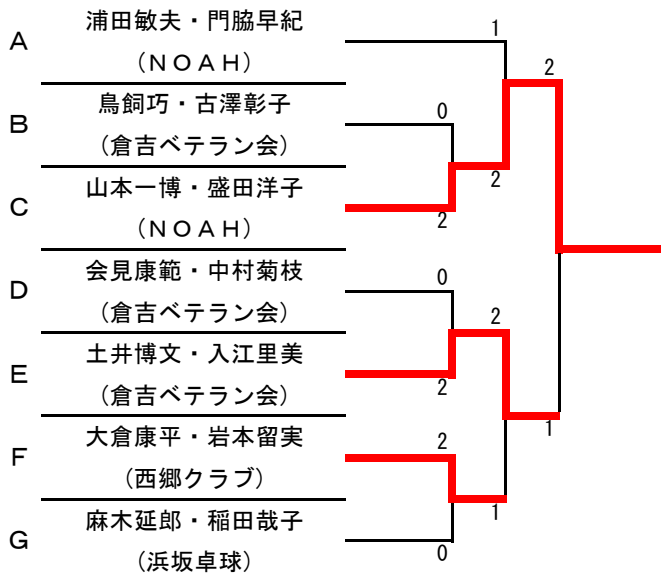 A
浦田敏夫・門脇早紀
(NOAH)
1
2
B
鳥飼巧・古澤彰子
(倉吉ベテラン会)
0
2
C
山本一博・盛田洋子
(NOAH)
2
D
会見康範・中村菊枝
(倉吉ベテラン会)
0
2
E
土井博文・入江里美
(倉吉ベテラン会)
2
1
F
大倉康平・岩本留実
(西郷クラブ)
2
1
G
麻木延郎・稲田哉子
(浜坂卓球)
0